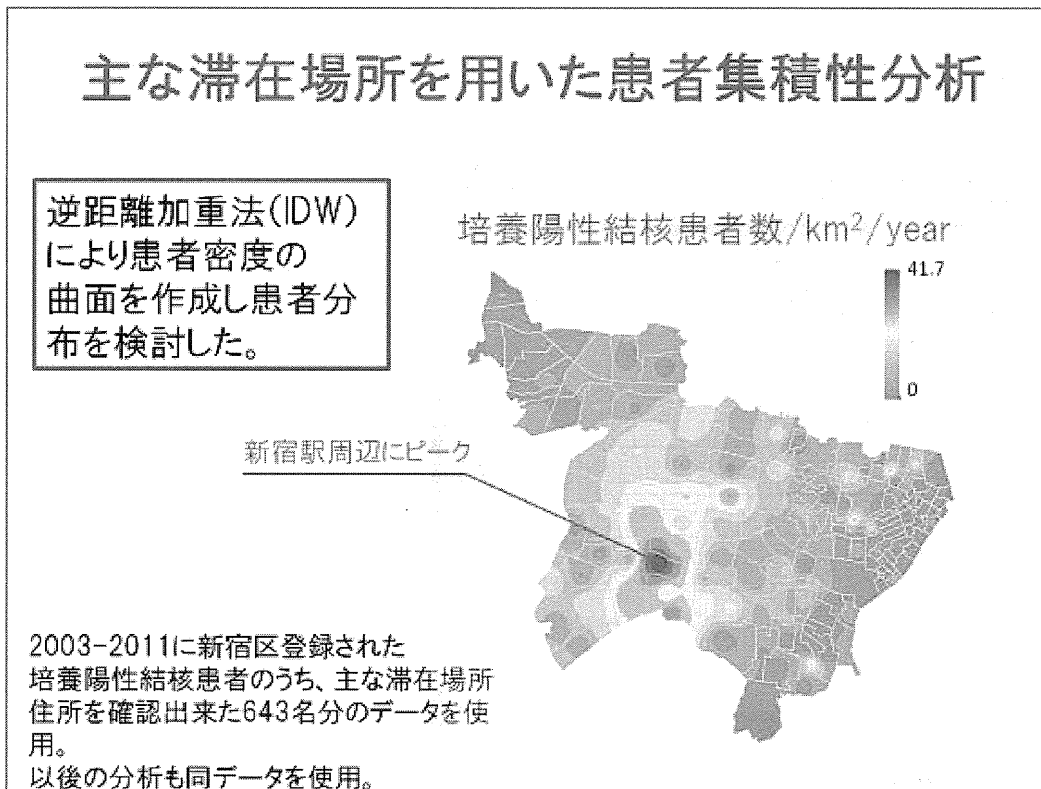 主な滞在場所を用いた患者集積性分析
逆距離加重法(IDW)
により患者密度の
曲面を作成し患者分
布を検討した。
培養陽性結核患者数/km²/year
41.7
0
新宿駅周辺にピーク
2003-2011に新宿区登録された
培養陽性結核患者のうち、主な滞在場所
住所を確認出来た643名分のデータを使
用。
以後の分析も同データを使用。